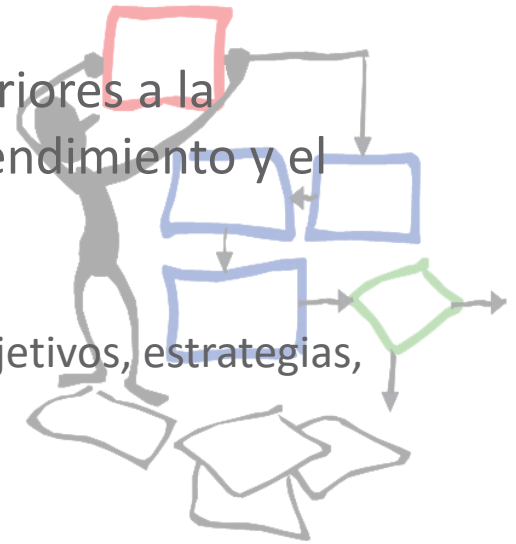 riores a la
endimiento y el
jetivos, estrategias,